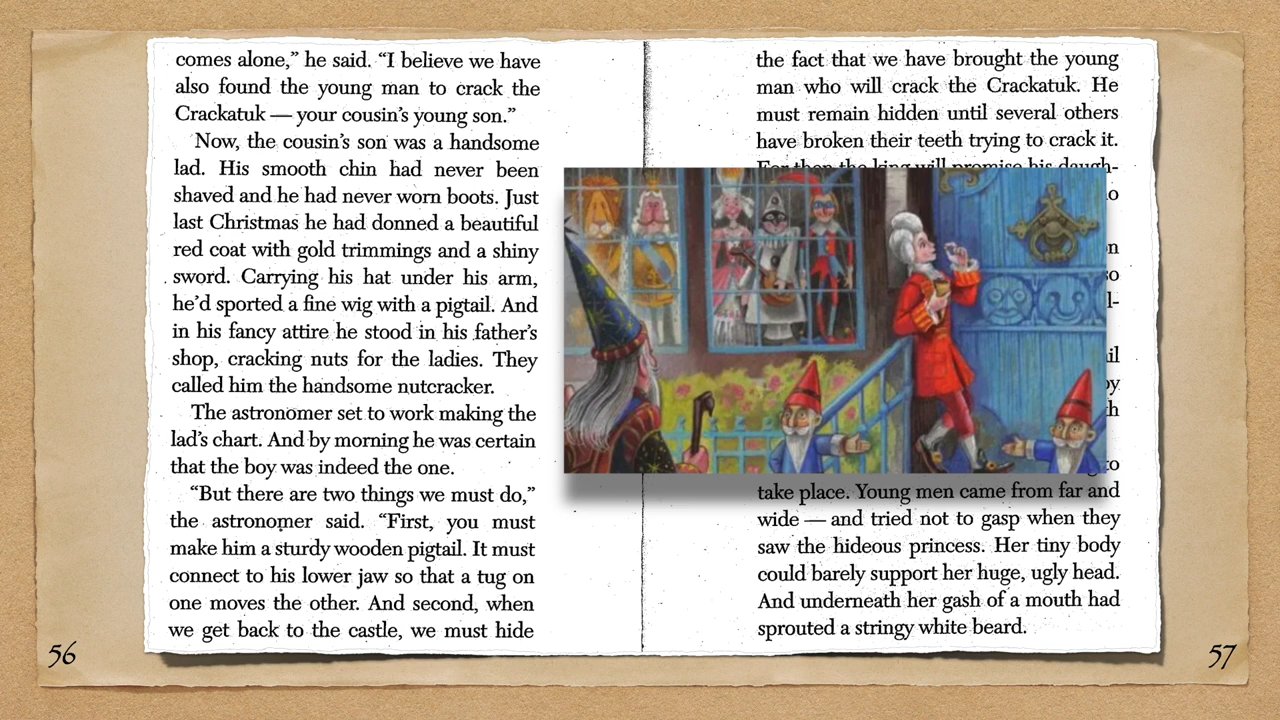 comes alone,” he said. “I believe we have
also found the young man to crack the
Crackatuk — your cousin’s young son.”
Now, the cousin’s son was a handsome
lad. His smooth chin had never been
shaved and he had never worn boots. Just
last Christmas he had donned a beautiful
red coat with gold trimmings and a shiny
sword. Carrying his hat under his arm,
he’d sported a fine wig with a pigtail. And
in his fancy attire he stood in his father’s
shop, cracking nuts for the ladies. They
called him the handsome nutcracker.
The astronomer set to work making the
lad’s chart. And by morning he was certain
that the boy was indeed the one.
“But there are two things we must do,”
the astronomer said. “First, you must
make him a sturdy wooden pigtail. It must
connect to his lower jaw so that a tug on
one moves the other. And second, when
we get back to the castle, we must hide
56
the fact that we have brought the young
man who will crack the Crackatuk. He
must remain hidden until several others
have broken their teeth trying to crack it.
For then the king will promise his daugh-
take place. Young men came from far and
wide — and tried not to gasp when they
saw the hideous princess. Her tiny body
could barely support her huge, ugly head.
And underneath her gash of a mouth had
sprouted a stringy white beard.
57